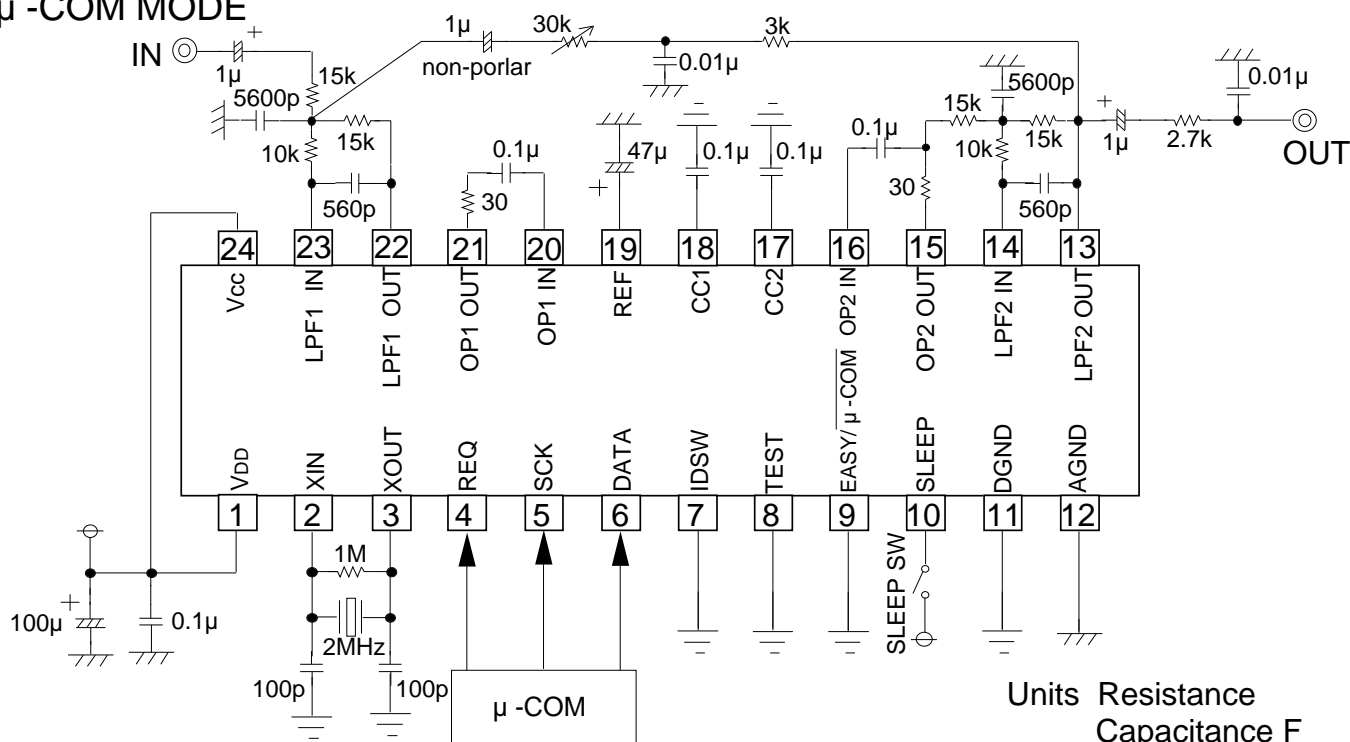 µ -COM MODE
IN
+
1µ
15k
5600p
10k
15k
560p
1µ
non-porlar
30k
0.01µ
3k
0.1µ
30
47µ
+
0.1µ
0.1µ
0.1µ
15k
30
5600p
10k
15k
560p
+
1µ
2.7k
0.01µ
OUT
24
23
22
21
20
19
18
17
16
15
14
13
Vcc
LPF1 IN
LPF1 OUT
OP1 OUT
OP1 IN
REF
CC1
CC2
OP2 IN
OP2 OUT
LPF2 IN
LPF2 OUT
VDD
XIN
XOUT
REQ
SCK
DATA
IDSW
TEST
EASY/ µ -COM
SLEEP
DGND
AGND
1
2
3
4
5
6
7
8
9
10
11
12
+
100µ
0.1µ
1M
2MHz
100p
100p
µ -COM
SLEEP SW
Units Resistance
Capacitance F